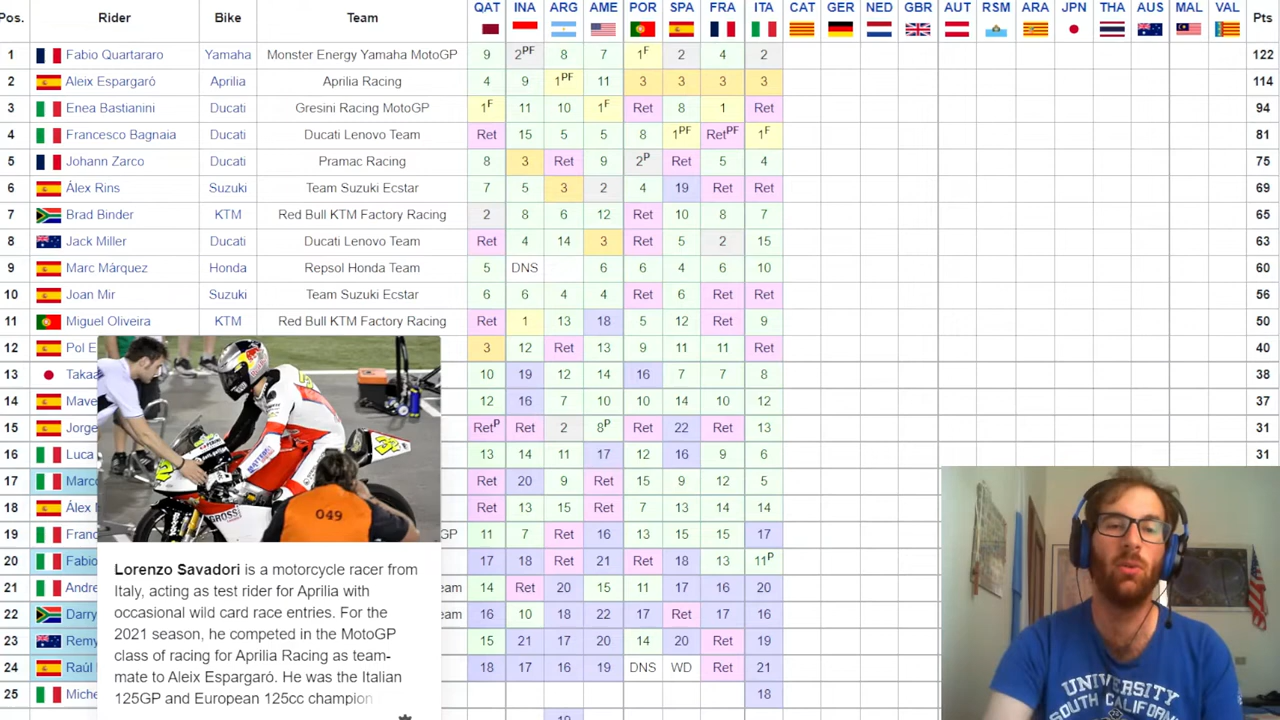 Pos. Rider Bike Team QAT INA ARG AME POR SPA FRA ITA CAT GER NED GBR AUT RSM ARA JPN THA AUS MAL VAL Pts
1 Fabio Quartararo Yamaha Monster Energy Yamaha MotoGP 9 2PF 8 7 1F 2 4 2 122
2 Aleix Espargaró Aprilia Aprilia Racing 4 9 1PF 11 3 3 3 3 114
3 Enea Bastianini Ducati Gresini Racing MotoGP 1F 11 10 1F Ret 8 1 Ret 94
4 Francesco Bagnaia Ducati Ducati Lenovo Team Ret 15 5 5 8 1PF RetPF 1F 81
5 Johann Zarco Ducati Pramac Racing 8 3 Ret 9 2P Ret 5 4 75
6 Álex Rins Suzuki Team Suzuki Ecstar 7 5 3 2 4 19 Ret Ret 69
7 Brad Binder KTM Red Bull KTM Factory Racing 2 8 6 12 Ret 10 8 7 65
8 Jack Miller Ducati Ducati Lenovo Team Ret 4 14 3 Ret 5 2 15 63
9 Marc Márquez Honda Repsol Honda Team 5 DNS 6 6 4 6 10 60
10 Joan Mir Suzuki Team Suzuki Ecstar 6 6 4 4 Ret 6 Ret Ret 56
11 Miguel Oliveira KTM Red Bull KTM Factory Racing Ret 1 13 18 5 12 Ret 9 50
12 Pol E 3 12 Ret 13 9 11 11 Ret 40
13 Takaa 10 19 12 14 16 7 7 8 38
14 Mave 12 16 7 10 10 14 10 12 37
15 Jorge RetP Ret 2 8P Ret 22 Ret 13 31
16 Luca 13 14 11 17 12 16 9 6 31
17 Marco Ret 20 9 Ret 15 9 12 5
18 Álex M Ret 13 15 Ret 7 13 14 14
19 Franc GP 11 7 Ret 16 13 15 15 17
20 Fabio 17 18 Ret 21 Ret 18 13 11P
21 Andre eam 14 Ret 20 15 11 17 16 20
22 Darry eam 16 10 18 22 17 Ret 17 16
23 Remy 15 21 17 20 14 20 Ret 19
24 Raúl 18 17 16 19 DNS WD Ret 21
25 Miche 18
049
Lorenzo Savadori is a motorcycle racer from
Italy, acting as test rider for Aprilia with
occasional wild card race entries. For the
2021 season, he competed in the MotoGP
class of racing for Aprilia Racing as team-
mate to Aleix Espargaró. He was the Italian
125GP and European 125cc champion
UNIVERSITY
SOUTH CALIFORNIA